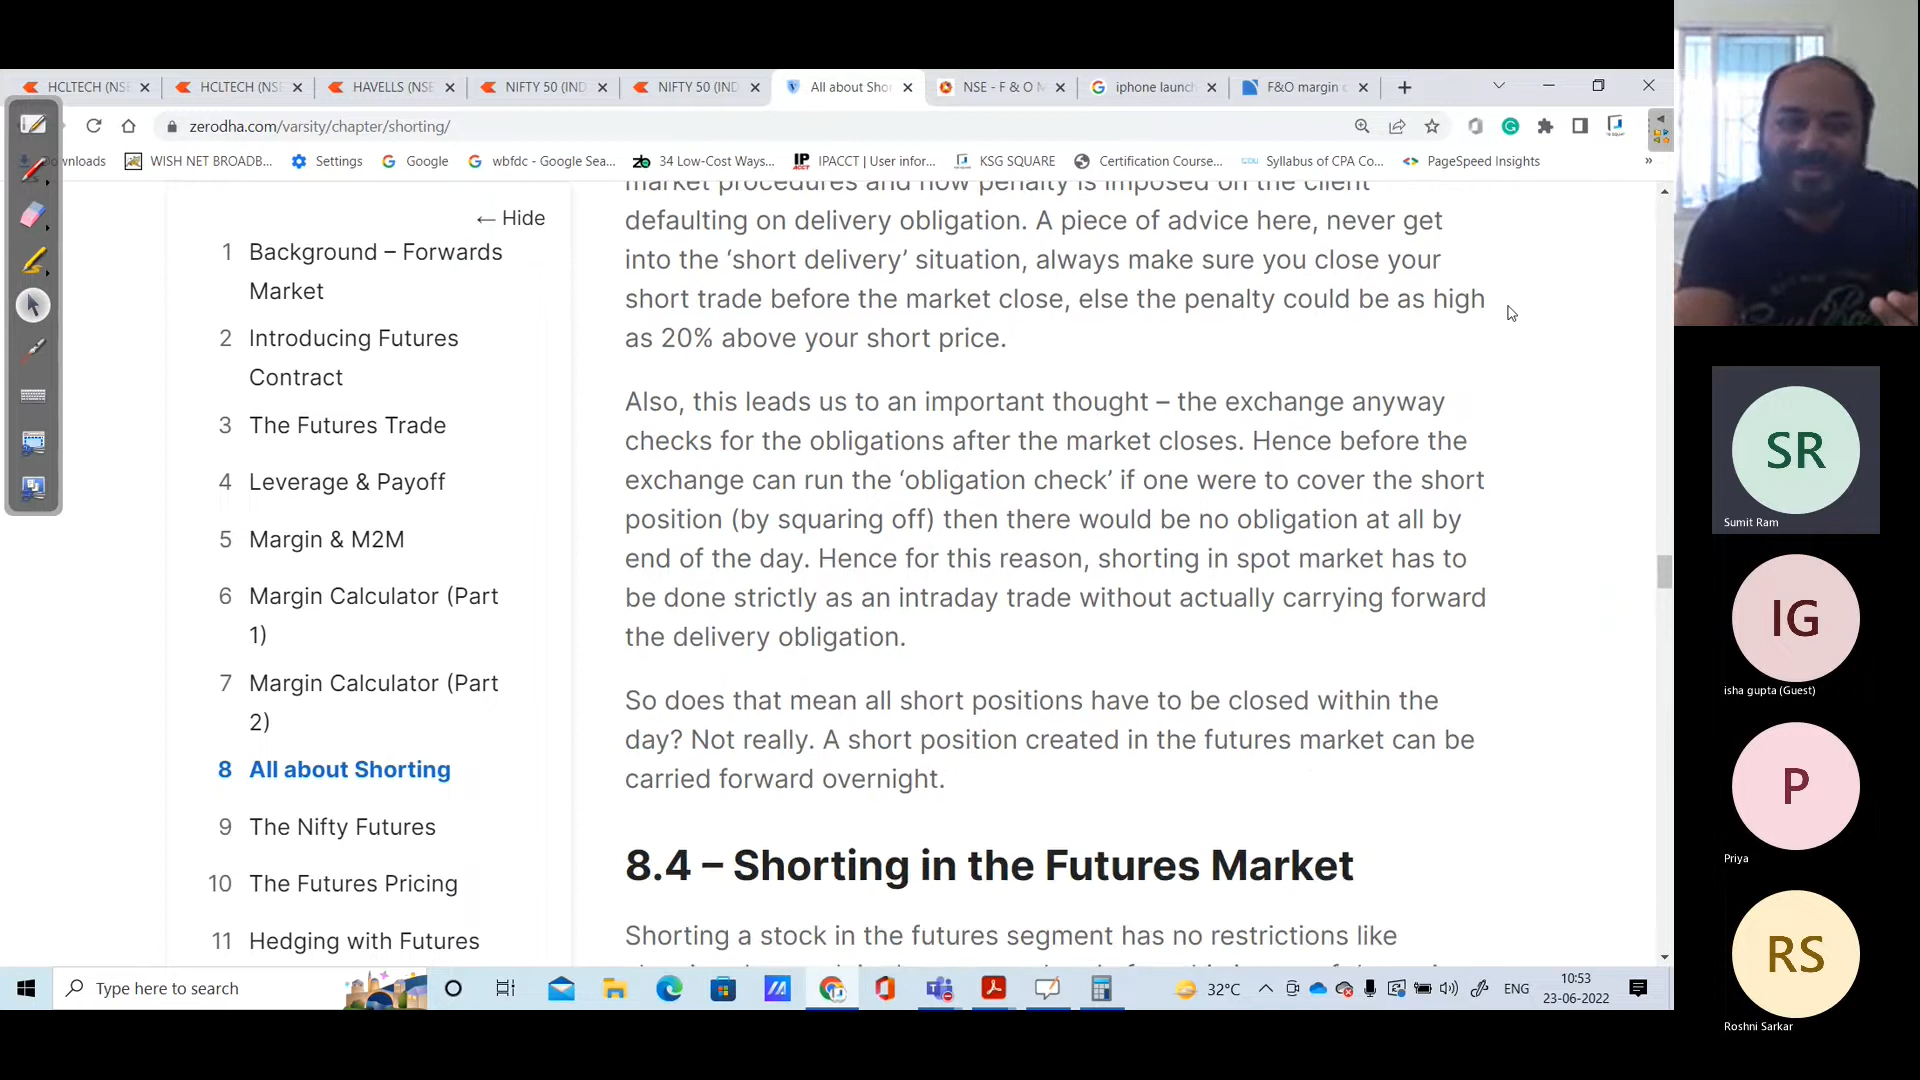 HCLTECH (NSE
HCLTECH (NSE
HAVELLS (NSE
NIFTY 50 (IND
NIFTY 50 (IND
All about Shor
NSE - F & O M
iphone launch
F&O margin c
zerodha.com/varsity/chapter/shorting/
ownloads
WISH NET BROADB...
Settings
Google
wbfdc - Google Sea...
34 Low-Cost Ways...
IPACCT | User infor...
KSG SQUARE
Certification Course...
Syllabus of CPA Co...
PageSpeed Insights
»
← Hide
1 Background – Forwards
Market
2 Introducing Futures
Contract
3 The Futures Trade
4 Leverage & Payoff
5 Margin & M2M
6 Margin Calculator (Part
1)
7 Margin Calculator (Part
2)
8 All about Shorting
9 The Nifty Futures
10 The Futures Pricing
11 Hedging with Futures
market procedures and how penalty is imposed on the client
defaulting on delivery obligation. A piece of advice here, never get
into the ‘short delivery’ situation, always make sure you close your
short trade before the market close, else the penalty could be as high
as 20% above your short price.
Also, this leads us to an important thought – the exchange anyway
checks for the obligations after the market closes. Hence before the
exchange can run the ‘obligation check’ if one were to cover the short
position (by squaring off) then there would be no obligation at all by
end of the day. Hence for this reason, shorting in spot market has to
be done strictly as an intraday trade without actually carrying forward
the delivery obligation.
So does that mean all short positions have to be closed within the
day? Not really. A short position created in the futures market can be
carried forward overnight.
8.4 – Shorting in the Futures Market
Shorting a stock in the futures segment has no restrictions like
Type here to search
32°C
ENG
10:53
23-06-2022
SR
Sumit Ram
IG
isha gupta (Guest)
P
Priya
RS
Roshni Sarkar